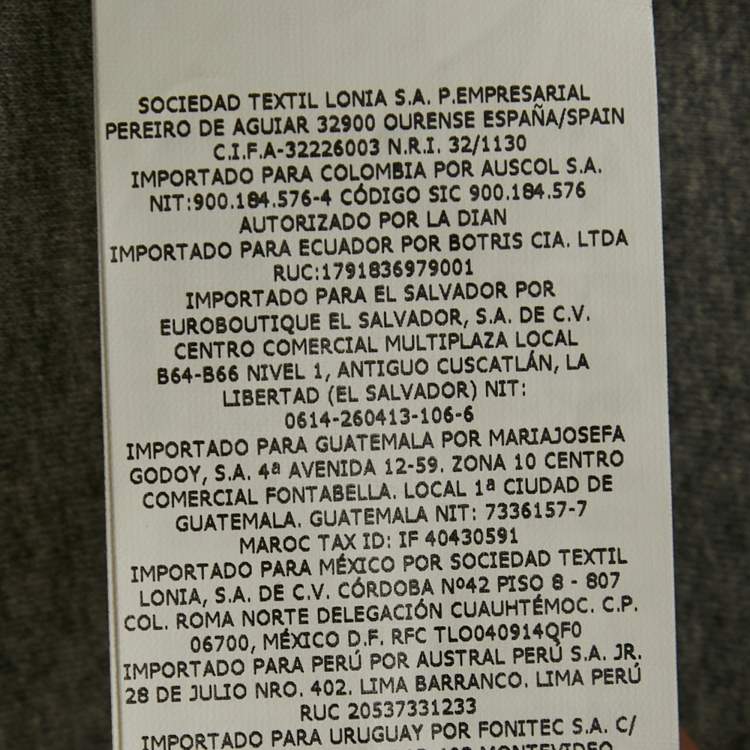 SOCIEDAD TEXTIL LONIA S.A. P.EMPRESARIAL
PEREIRO DE AGUIAR 32900 OURENSE ESPAÑA/SPAIN
C.I.F.A-32226003 N.R.I. 32/1130
IMPORTADO PARA COLOMBIA POR AUSCOL S.A.
NIT:900.184.576-4 CÓDIGO SIC 900.184.576
AUTORIZADO POR LA DIAN
IMPORTADO PARA ECUADOR POR BOTRIS CIA. LTDA
RUC:1791836979001
IMPORTADO PARA EL SALVADOR POR
EUROBOUTIQUE EL SALVADOR, S.A. DE C.V.
CENTRO COMERCIAL MULTIPLAZA LOCAL
B64-B66 NIVEL 1, ANTIGUO CUSCATLÁN, LA
LIBERTAD (EL SALVADOR) NIT:
0614-260413-106-6
IMPORTADO PARA GUATEMALA POR MARIAJOSEFA
GODOY, S.A. 4ª AVENIDA 12-59. ZONA 10 CENTRO
COMERCIAL FONTABELLA. LOCAL 1ª CIUDAD DE
GUATEMALA. GUATEMALA NIT: 7336157-7
MAROC TAX ID: IF 40430591
IMPORTADO PARA MÉXICO POR SOCIEDAD TEXTIL
LONIA, S.A. DE C.V. CÓRDOBA Nº42 PISO 8 - 807
COL. ROMA NORTE DELEGACIÓN CUAUHTÉMOC. C.P.
06700, MÉXICO D.F. RFC TLO040914QF0
IMPORTADO PARA PERÚ POR AUSTRAL PERÚ S.A. JR.
28 DE JULIO NRO. 402. LIMA BARRANCO. LIMA PERÚ
RUC 20537331233
IMPORTADO PARA URUGUAY POR FONITEC S.A. C/
MONTEVIDEO